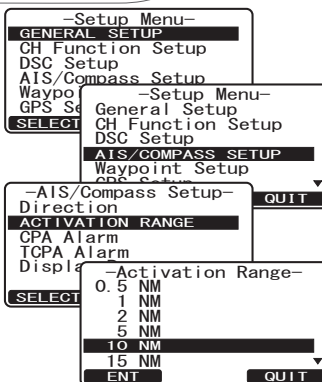 -Setup Menu-
GENERAL SETUP
CH Function Setup
DSC Setup
AIS/Compass Setup
SELECT
-Setup Menu-
General Setup
CH Function Setup
DSC Setup
AIS/COMPASS SETUP
Waypoint Setup
GPS Setup
QUIT
-AIS/Compass Setup-
Direction
ACTIVATION RANGE
CPA Alarm
TCPA Alarm
SELECT
-Activation Range-
0.5 NM
1 NM
2 NM
5 NM
10 NM
15 NM
ENT QUIT